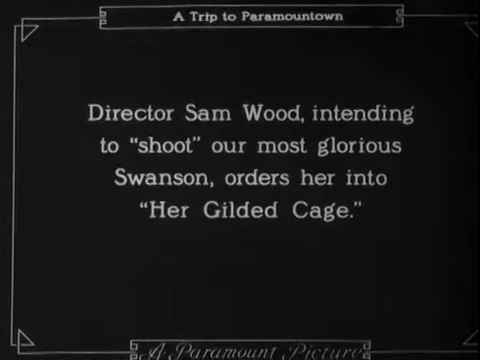 A Trip to Paramountown
Director Sam Wood, intending
to “shoot” our most glorious
Swanson, orders her into
“Her Gilded Cage.”
A Paramount Picture